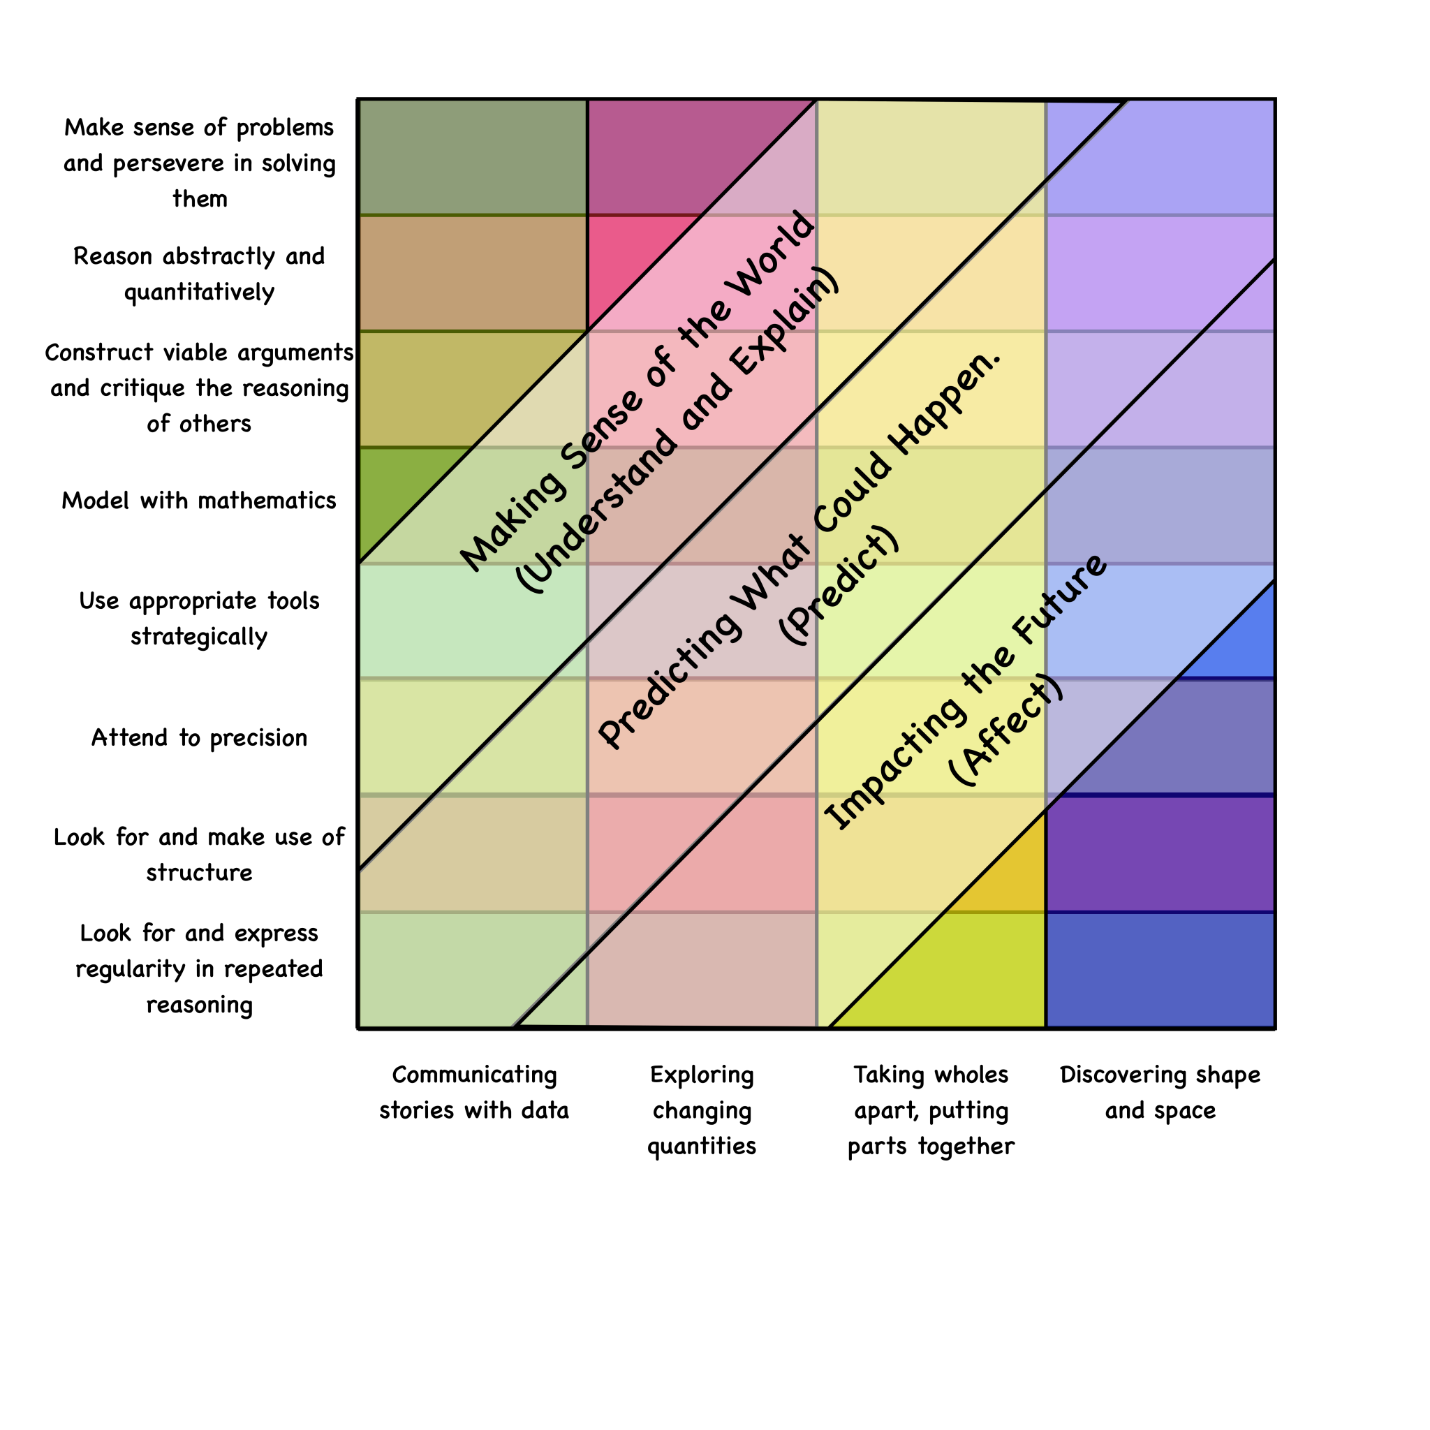 Make sense of problems
and persevere in solving
them
Reason abstractly and
quantitatively
Construct viable arguments
and critique the reasoning
of others
Model with mathematics
Use appropriate tools
strategically
Attend to precision
Look for and make use of
structure
Look for and express
regularity in repeated
reasoning
Making Sense of the World
(Understand and Explain)
Predicting What Could Happen.
(Predict)
Impacting the Future
(Affect)
Communicating
stories with data
Exploring
changing
quantities
Taking wholes
apart, putting
parts together
Discovering shape
and space